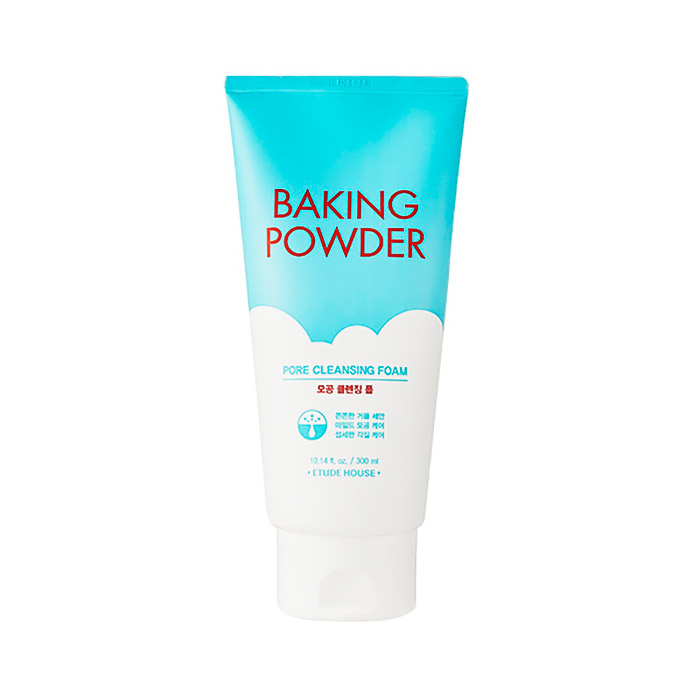 BAKING
POWDER
PORE CLEANSING FOAM
모공 클렌징 폼
쫀쫀한 거품 세안
마일드 모공 케어
섬세한 각질 케어
10.14 fl. oz. / 300 ml
• ETUDE HOUSE •